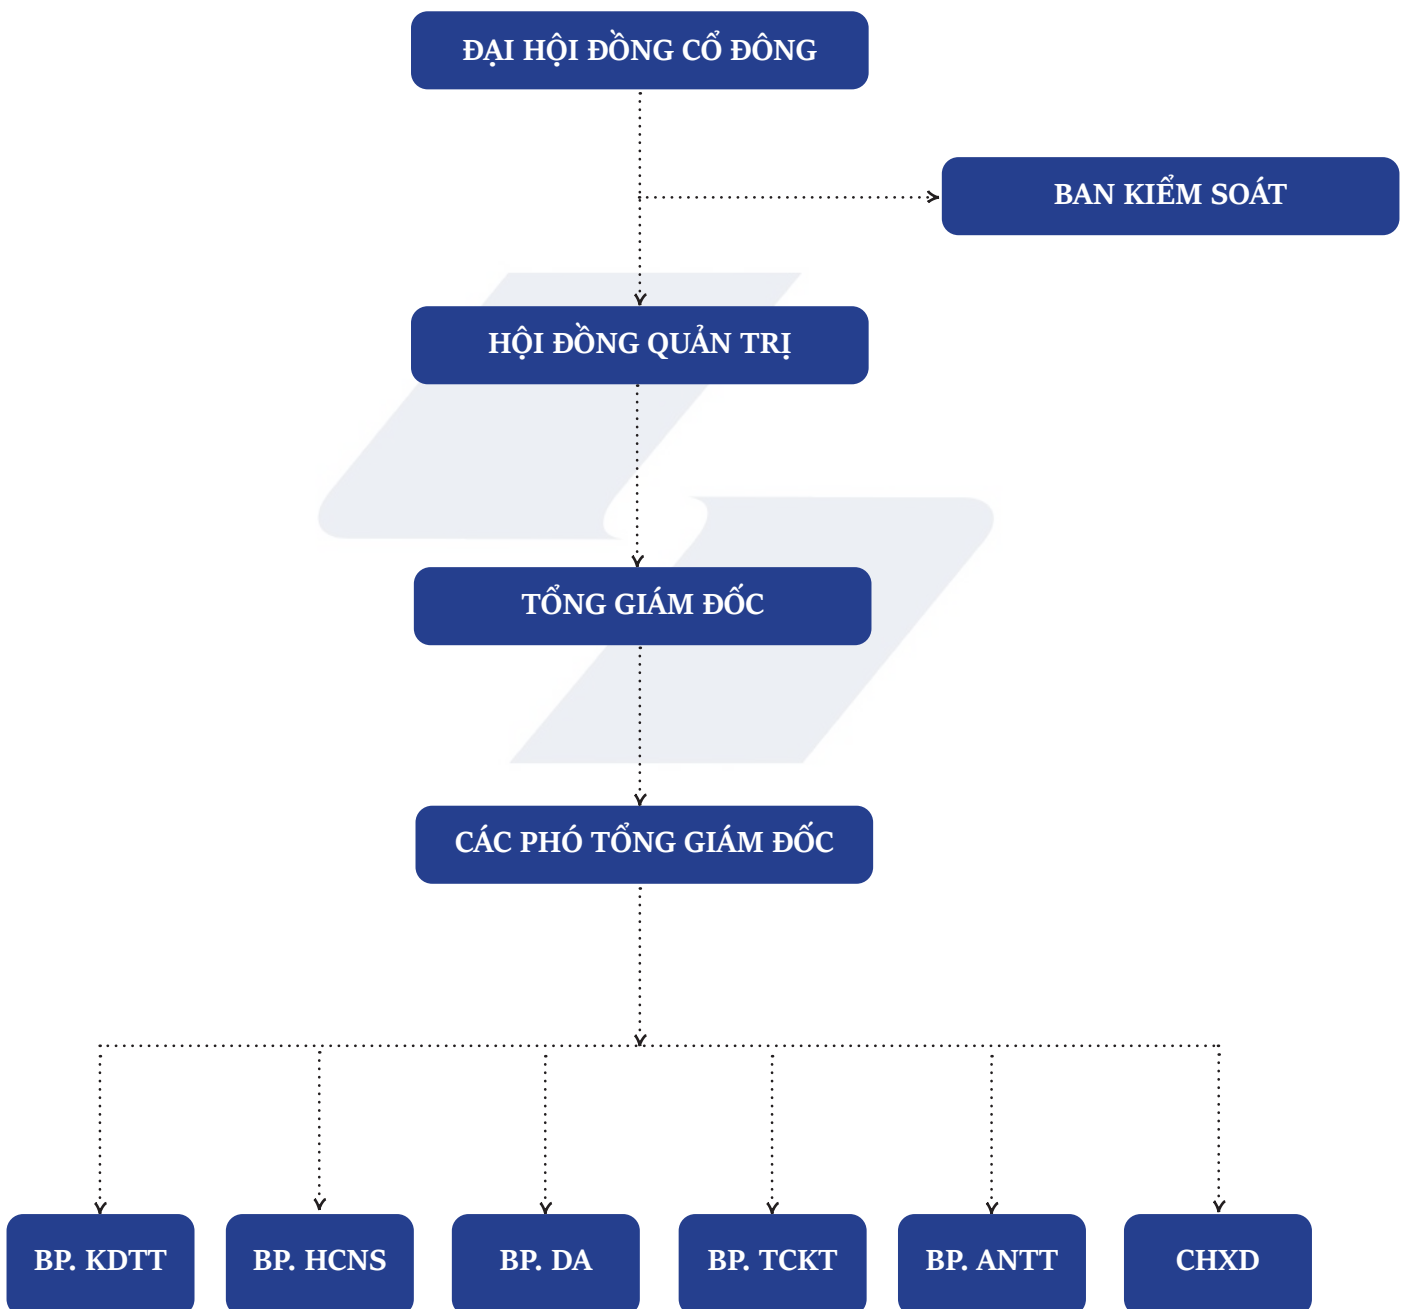 ĐẠI HỘI ĐỒNG CỔ ĐÔNG
BAN KIỂM SOÁT
HỘI ĐỒNG QUẢN TRỊ
TỔNG GIÁM ĐỐC
CÁC PHÓ TỔNG GIÁM ĐỐC
BP. KDTT
BP. HCNS
BP. DA
BP. TCKT
BP. ANTT
CHXD